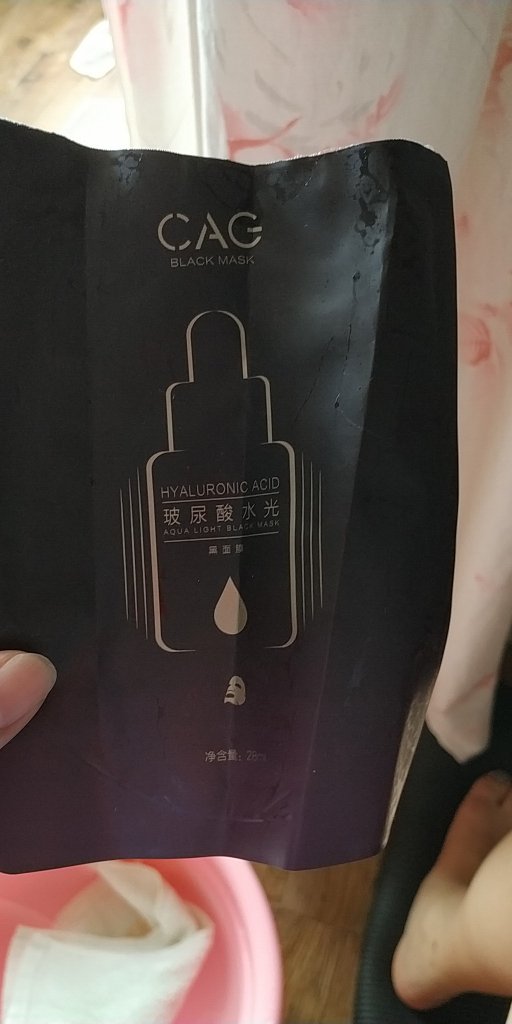 CAG
BLACK MASK
HYALURONIC ACID
玻尿酸水光
AQUA LIGHT BLACK MASK
黑面膜
净含量：28ml